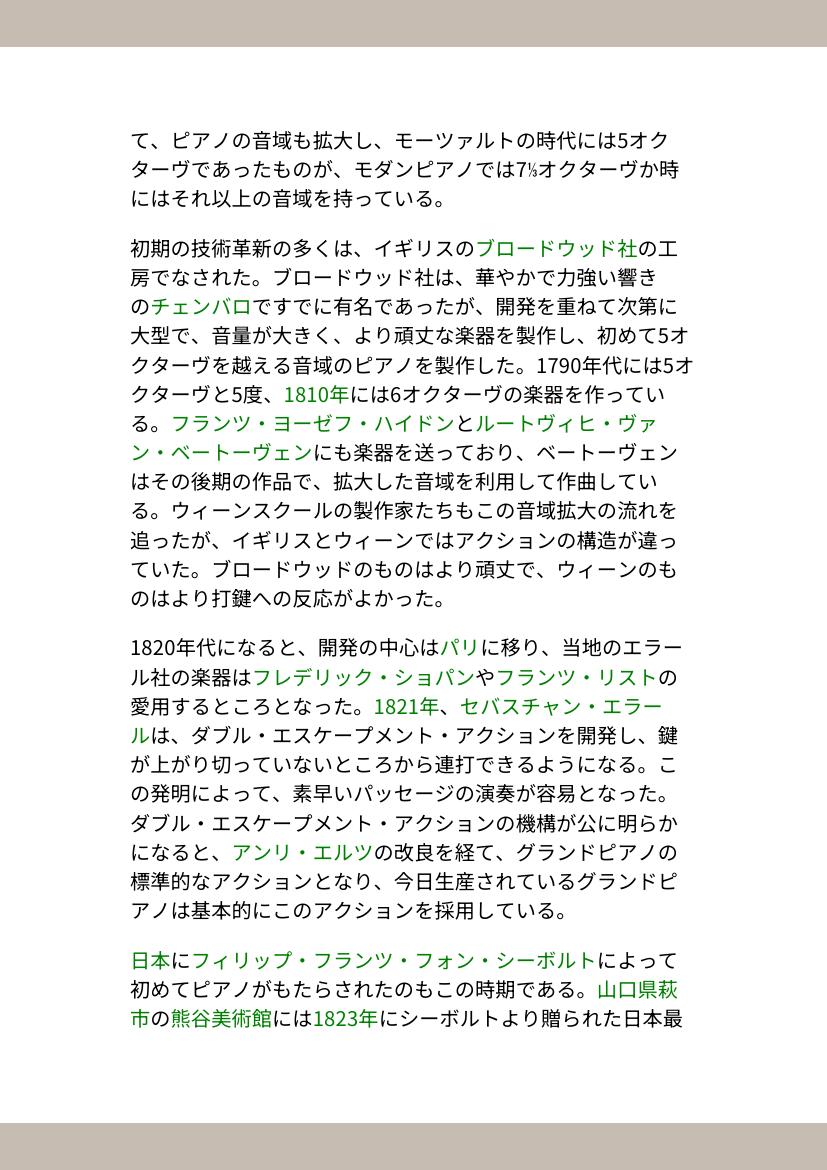 て、ピアノの音域も拡大し、モーツァルトの時代には5オク
ターヴであったものが、モダンピアノでは7⅓オクターヴか時
にはそれ以上の音域を持っている。
初期の技術革新の多くは、イギリスのブロードウッド社の工
房でなされた。ブロードウッド社は、華やかで力強い響き
のチェンバロですでに有名であったが、開発を重ねて次第に
大型で、音量が大きく、より頑丈な楽器を製作し、初めて5オ
クターヴを越える音域のピアノを製作した。1790年代には5オ
クターヴと5度、1810年には6オクターヴの楽器を作ってい
る。フランツ・ヨーゼフ・ハイドンとルートヴィヒ・ヴァ
ン・ベートーヴェンにも楽器を送っており、ベートーヴェン
はその後期の作品で、拡大した音域を利用して作曲してい
る。ウィーンスクールの製作家たちもこの音域拡大の流れを
追ったが、イギリスとウィーンではアクションの構造が違っ
ていた。ブロードウッドのものはより頑丈で、ウィーンのも
のはより打鍵への反応がよかった。
1820年代になると、開発の中心はパリに移り、当地のエラー
ル社の楽器はフレデリック・ショパンやフランツ・リストの
愛用するところとなった。1821年、セバスチャン・エラー
ルは、ダブル・エスケープメント・アクションを開発し、鍵
が上がり切っていないところから連打できるようになる。こ
の発明によって、素早いパッセージの演奏が容易となった。
ダブル・エスケープメント・アクションの機構が公に明らか
になると、アンリ・エルツの改良を経て、グランドピアノの
標準的なアクションとなり、今日生産されているグランドピ
アノは基本的にこのアクションを採用している。
日本にフィリップ・フランツ・フォン・シーボルトによって
初めてピアノがもたらされたのもこの時期である。山口県萩
市の熊谷美術館には1823年にシーボルトより贈られた日本最